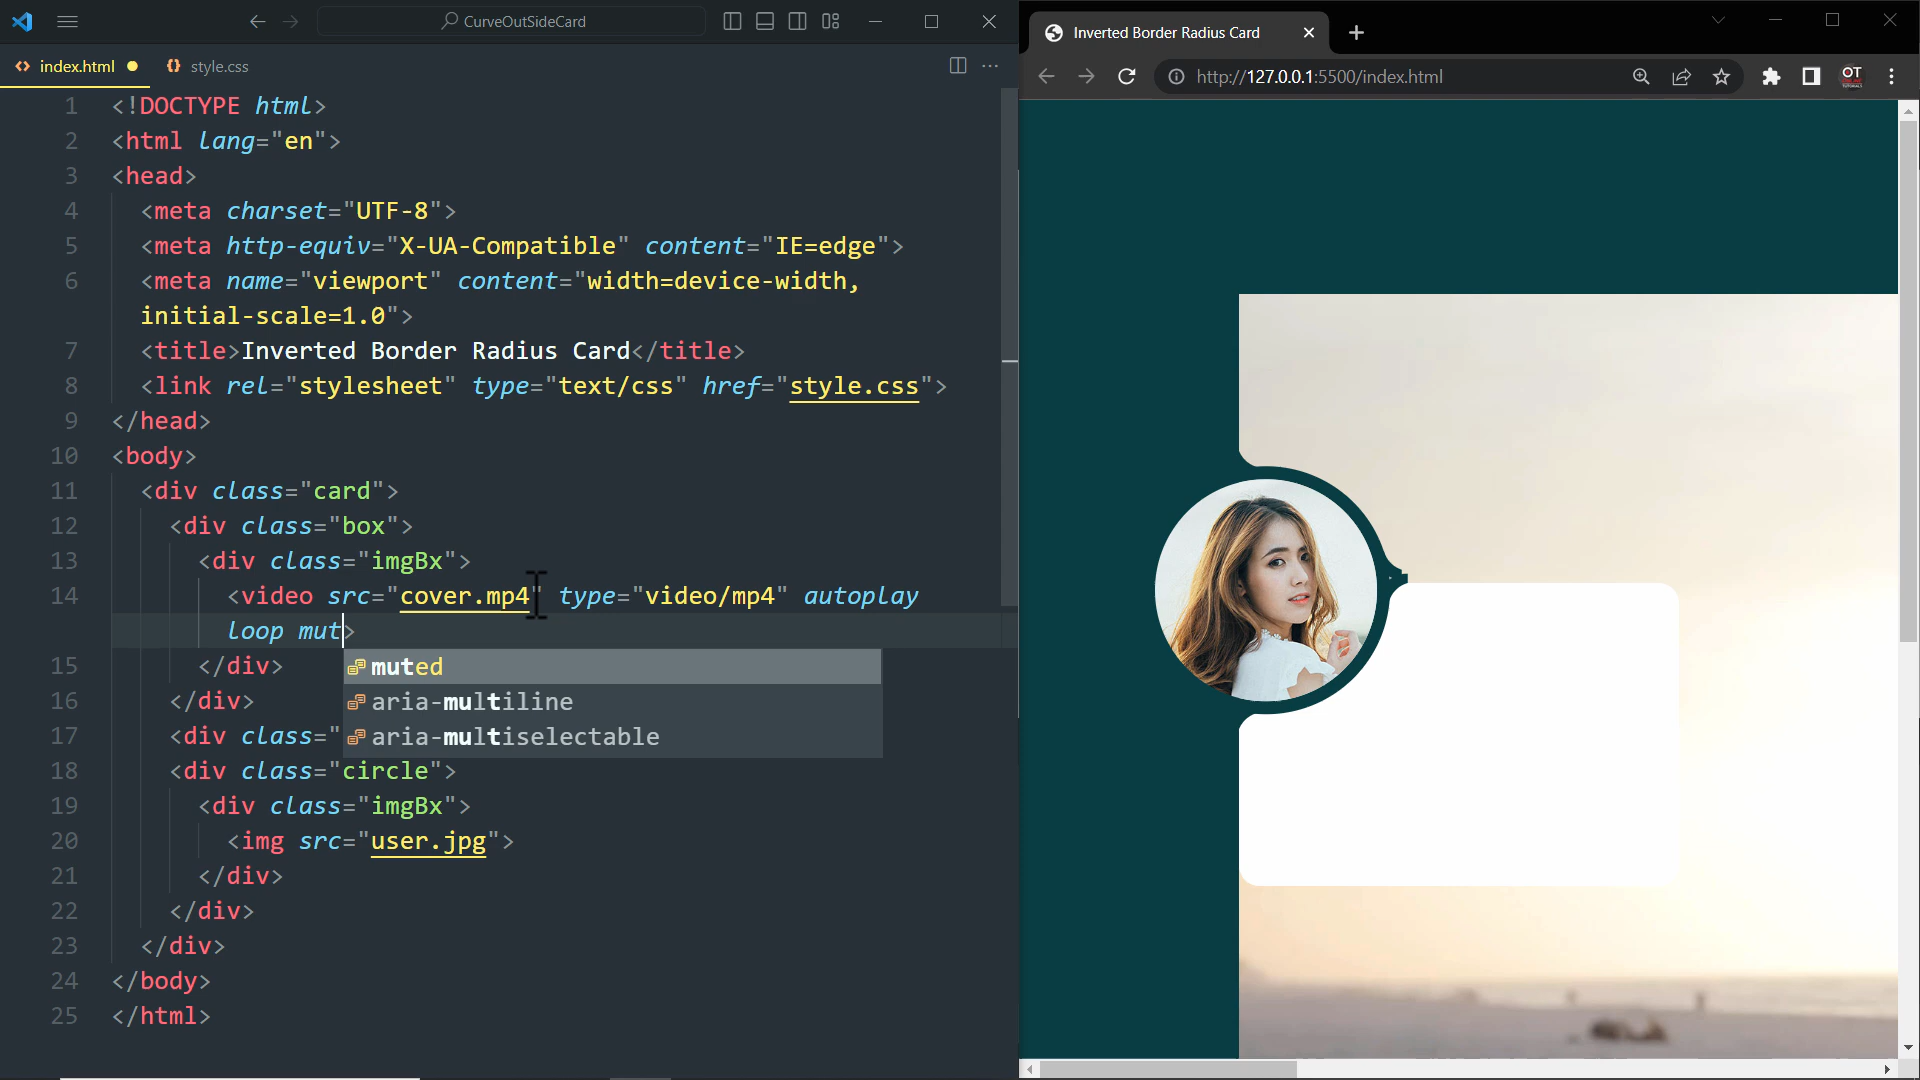 CurveOutSideCard
index.html
style.css
1 <!DOCTYPE html>
2 <html lang="en">
3 <head>
4 <meta charset="UTF-8">
5 <meta http-equiv="X-UA-Compatible" content="IE=edge">
6 <meta name="viewport" content="width=device-width,
initial-scale=1.0">
7 <title>Inverted Border Radius Card</title>
8 <link rel="stylesheet" type="text/css" href="style.css">
9 </head>
10 <body>
11 <div class="card">
12 <div class="box">
13 <div class="imgBx">
14 <video src="cover.mp4" type="video/mp4" autoplay
loop mut>
muted
15 </div>
aria-multiline
16 </div>
aria-multiselectable
17 <div class="
18 <div class="circle">
19 <div class="imgBx">
20 <img src="user.jpg">
21 </div>
22 </div>
23 </div>
24 </body>
25 </html>
Inverted Border Radius Card
http://127.0.0.1:5500/index.html
OT